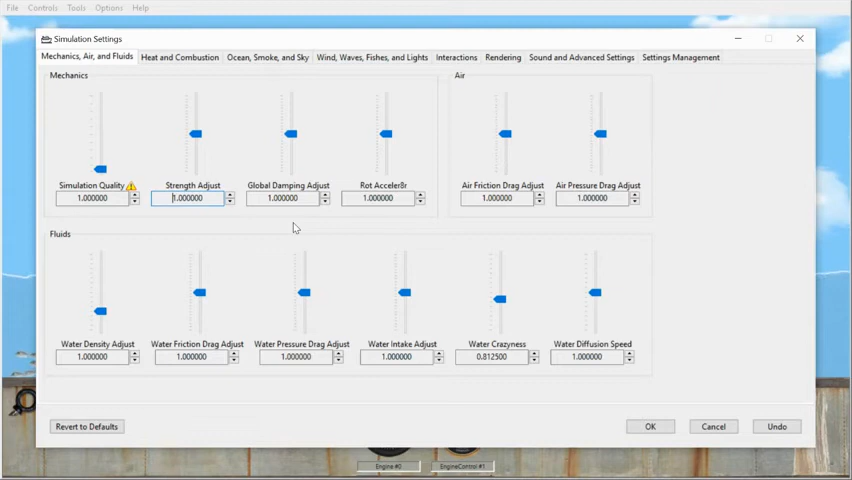 File Controls Tools Options Help
Simulation Settings
Mechanics, Air, and Fluids Heat and Combustion Ocean, Smoke, and Sky Wind, Waves, Fishes, and Lights Interactions Rendering Sound and Advanced Settings Settings Management
Mechanics
Simulation Quality Strength Adjust Global Damping Adjust Rot Acceler8r
1.000000 1.000000 1.000000 1.000000
Air
Air Friction Drag Adjust Air Pressure Drag Adjust
1.000000 1.000000
Fluids
Water Density Adjust Water Friction Drag Adjust Water Pressure Drag Adjust Water Intake Adjust Water Crazyness Water Diffusion Speed
1.000000 1.000000 1.000000 1.000000 0.812500 1.000000
Revert to Defaults OK Cancel Undo
Engine #0 EngineControl #1